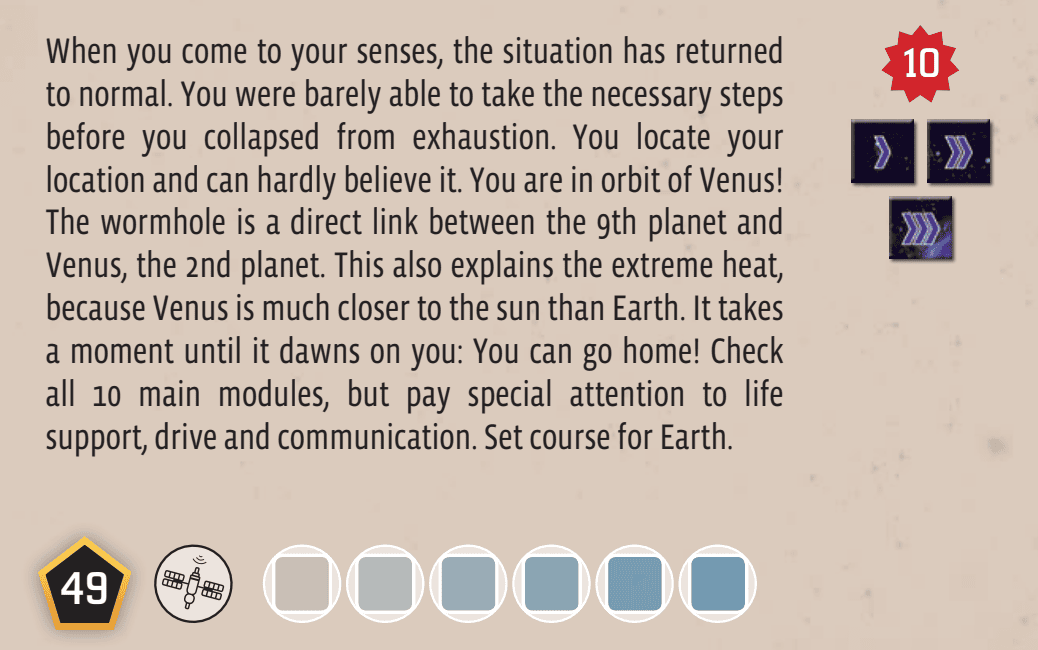 When you come to your senses, the situation has returned
to normal. You were barely able to take the necessary steps
before you collapsed from exhaustion. You locate your
location and can hardly believe it. You are in orbit of Venus!
The wormhole is a direct link between the 9th planet and
Venus, the 2nd planet. This also explains the extreme heat,
because Venus is much closer to the sun than Earth. It takes
a moment until it dawns on you: You can go home! Check
all 10 main modules, but pay special attention to life
support, drive and communication. Set course for Earth.
10
49